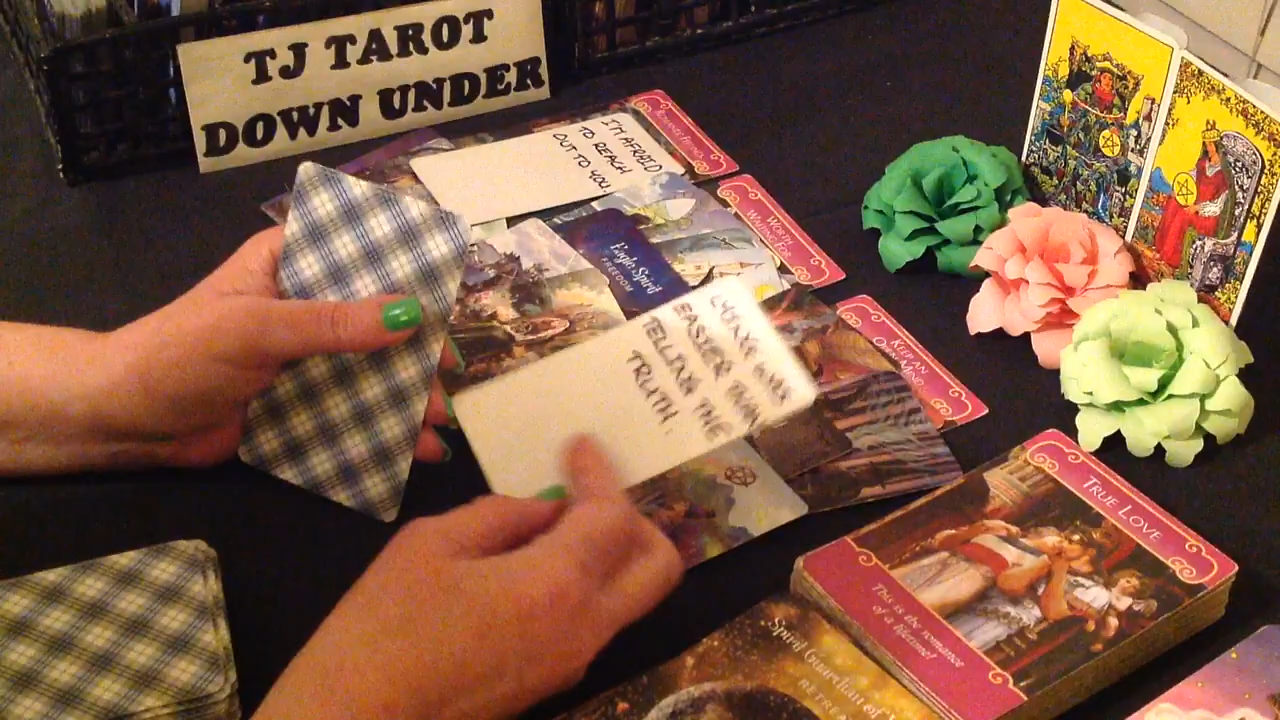 TJ TAROT
DOWN UNDER
I'M AFRAID
TO REACH
OUT TO YOU.
WORTH
WAITING FOR
Eagle Spirit
FREEDOM
EASIER THAN
TELLING THE
TRUTH.
KEEP AN
OPEN MIND
TRUE LOVE
This is the romance
of a lifetime!
Spirit Guardian of